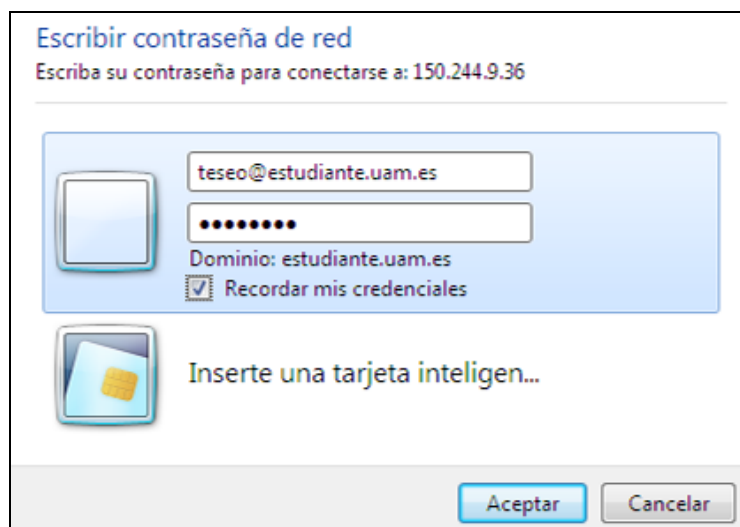 Escribir contraseña de red
Escriba su contraseña para conectarse a: 150.244.9.36
teseo@estudiante.uam.es
●●●●●●●●
Dominio: estudiante.uam.es
Recordar mis credenciales
Inserte una tarjeta inteligen...
Aceptar
Cancelar